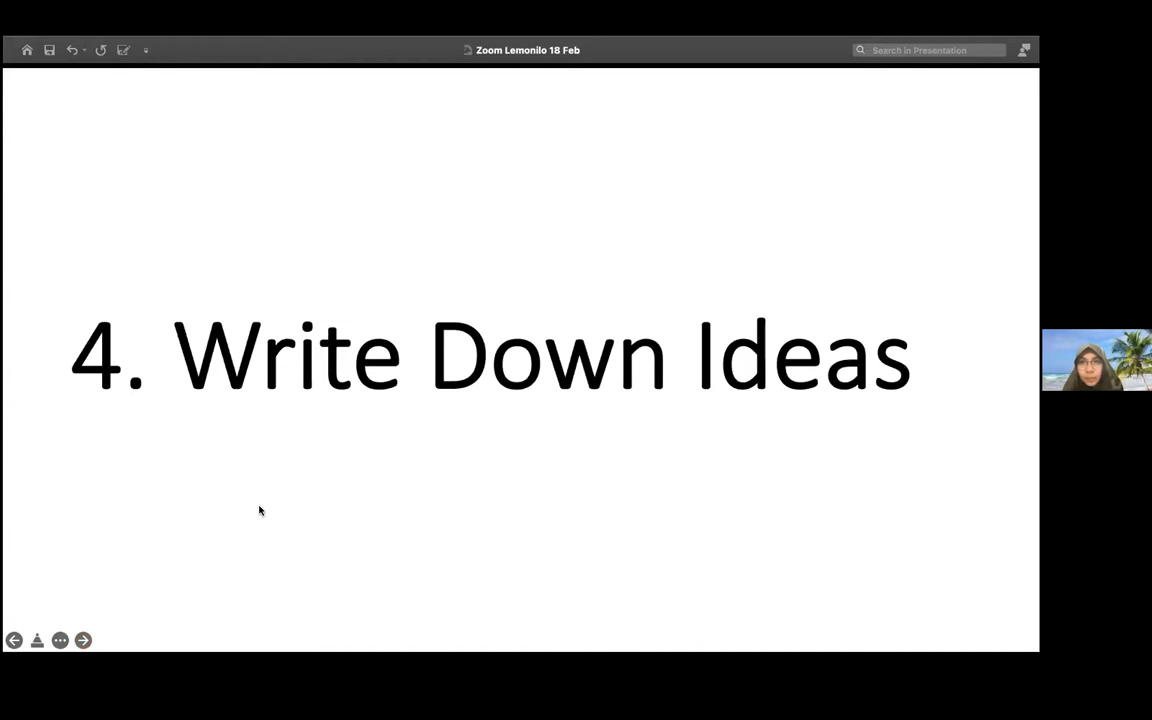 Zoom Lemonilo 18 Feb
Search in Presentation
4. Write Down Ideas